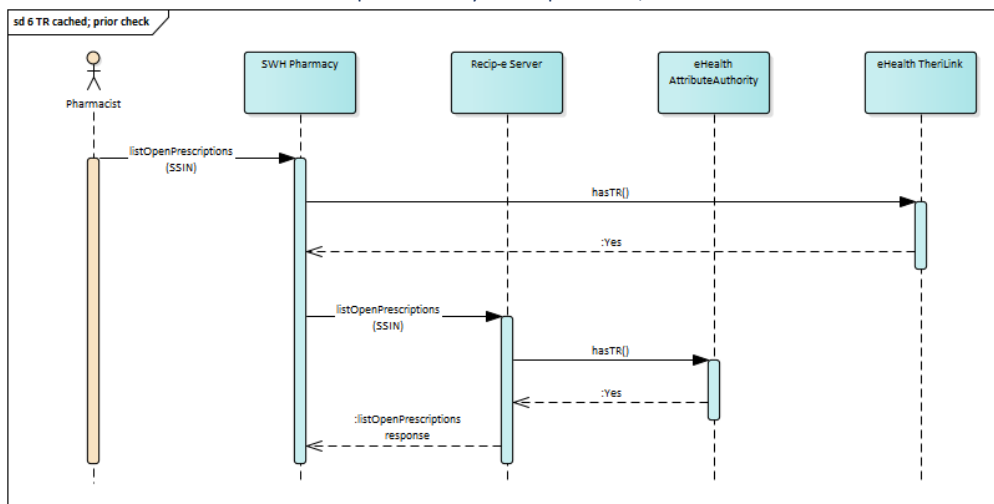 sd 6 TR cached; prior check
SWH Pharmacy
Recip-e Server
eHealth
AttributeAuthority
eHealth TheriLink
Pharmacist
listOpenPrescriptions
(SSIN)
hasTR()
:Yes
listOpenPrescriptions
(SSIN)
hasTR()
:Yes
:listOpenPrescriptions
response